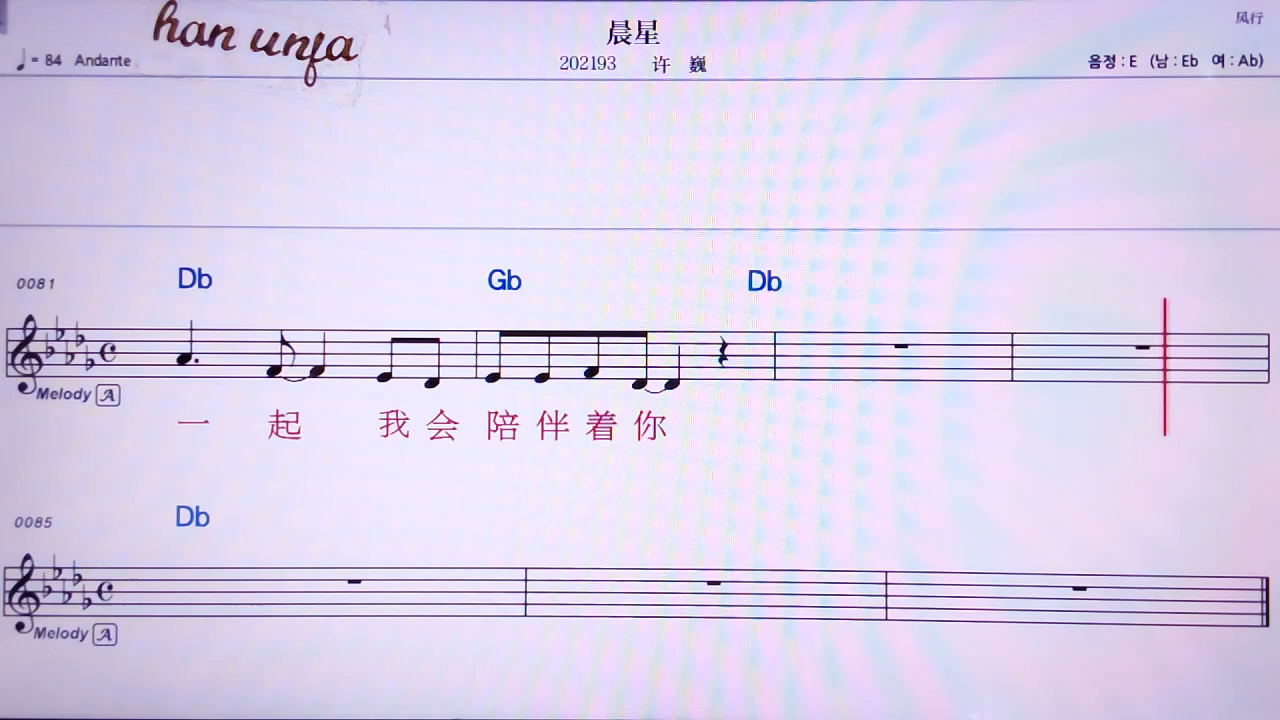 han unfa
晨星
风行
♩ = 84 Andante
202193 许 巍
음정 : E (남 : Eb 여 : Ab)
0081
Db Gb Db
Melody A
一 起 我 会 陪 伴 着 你
0085
Db
Melody A